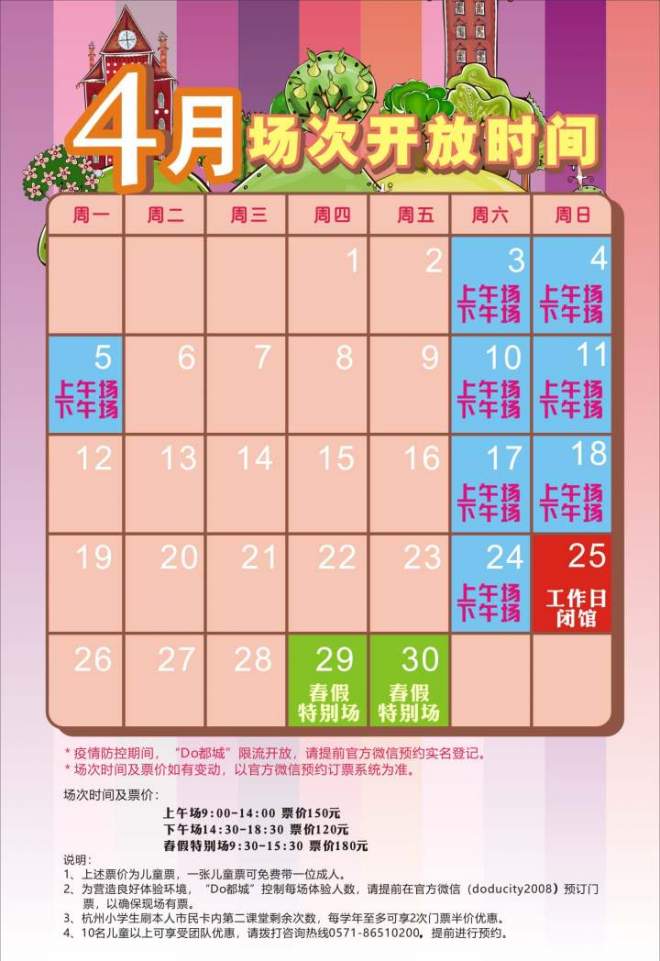 4月场次开放时间
周一 周二 周三 周四 周五 周六 周日
1 2 3 4
上午场 上午场
下午场 下午场
5 6 7 8 9 10 11
上午场 上午场 上午场
下午场 下午场 下午场
12 13 14 15 16 17 18
上午场 上午场
下午场 下午场
19 20 21 22 23 24 25
上午场 工作日
下午场 闭馆
26 27 28 29 30
春假 春假
特别场 特别场
* 疫情防控期间，“Do都城”限流开放，请提前官方微信预约实名登记。
* 场次时间及票价如有变动，以官方微信预约订票系统为准。
场次时间及票价：
上午场9:00-14:00 票价150元
下午场14:30-18:30 票价120元
春假特别场9:30-15:30 票价180元
说明：
1、上述票价为儿童票，一张儿童票可免费带一位成人。
2、为营造良好体验环境，“Do都城”控制每场体验人数，请提前在官方微信（doducity2008）预订门
票，以确保现场有票。
3、杭州小学生刷本人市民卡内第二课堂剩余次数，每学年至多可享2次门票半价优惠。
4、10名儿童以上可享受团队优惠，请拨打咨询热线0571-86510200，提前进行预约。